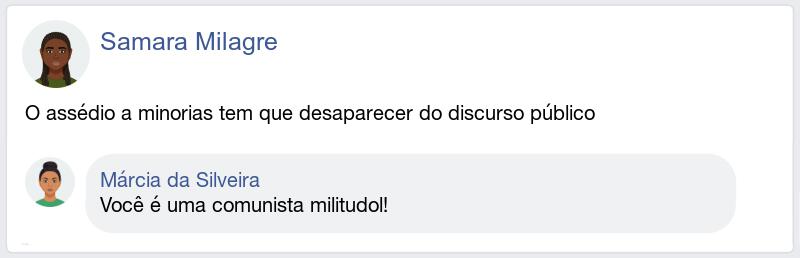 Samara Milagre
O assédio a minorias tem que desaparecer do discurso público
Márcia da Silveira
Você é uma comunista militudol!